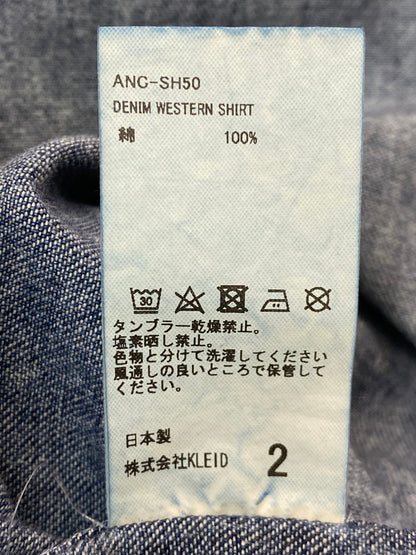 ANC-SH50
DENIM WESTERN SHIRT
綿 100%
30
タンブラー乾燥禁止。
塩素晒し禁止。
色物と分けて洗濯してください
風通しの良いところで保管して
ください。
日本製
株式会社KLEID 2